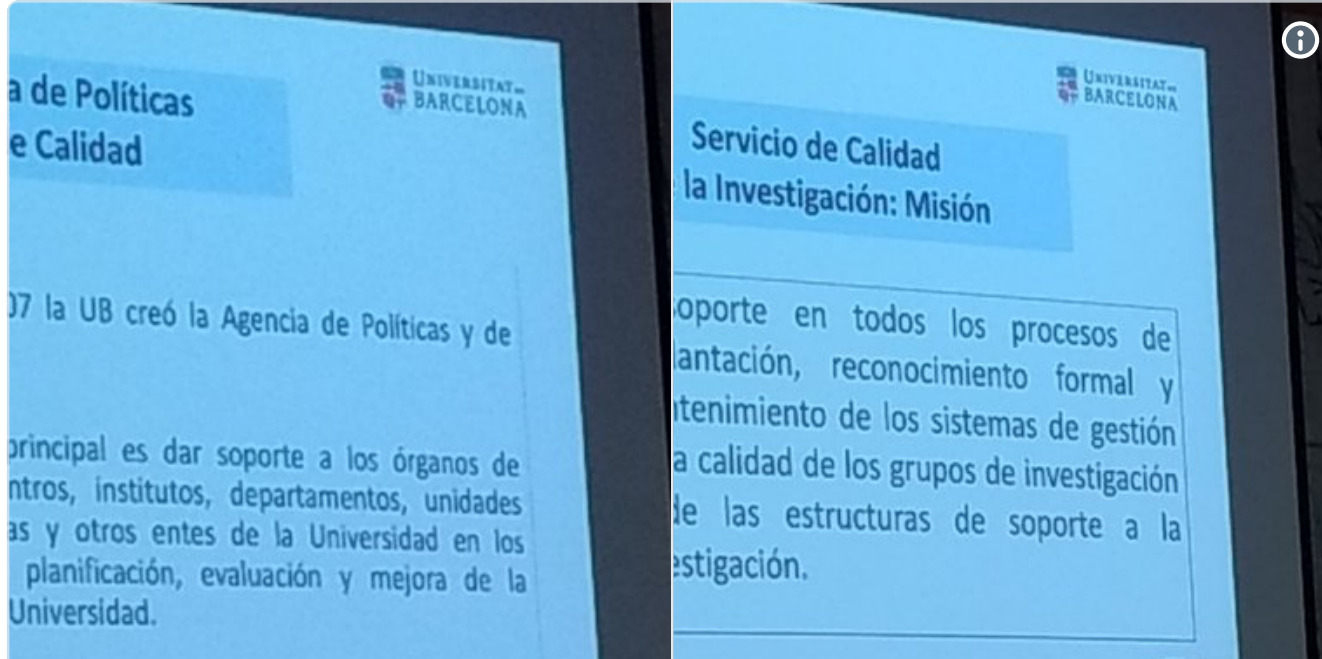 a de Políticas
e Calidad
UNIVERSITAT DE
BARCELONA
07 la UB creó la Agencia de Políticas y de
principal es dar soporte a los órganos de
ntros, institutos, departamentos, unidades
as y otros entes de la Universidad en los
planificación, evaluación y mejora de la
Universidad.
UNIVERSITAT DE
BARCELONA
Servicio de Calidad
la Investigación: Misión
soporte en todos los procesos de
lantación, reconocimiento formal y
ntenimiento de los sistemas de gestión
a calidad de los grupos de investigación
de las estructuras de soporte a la
estigación.